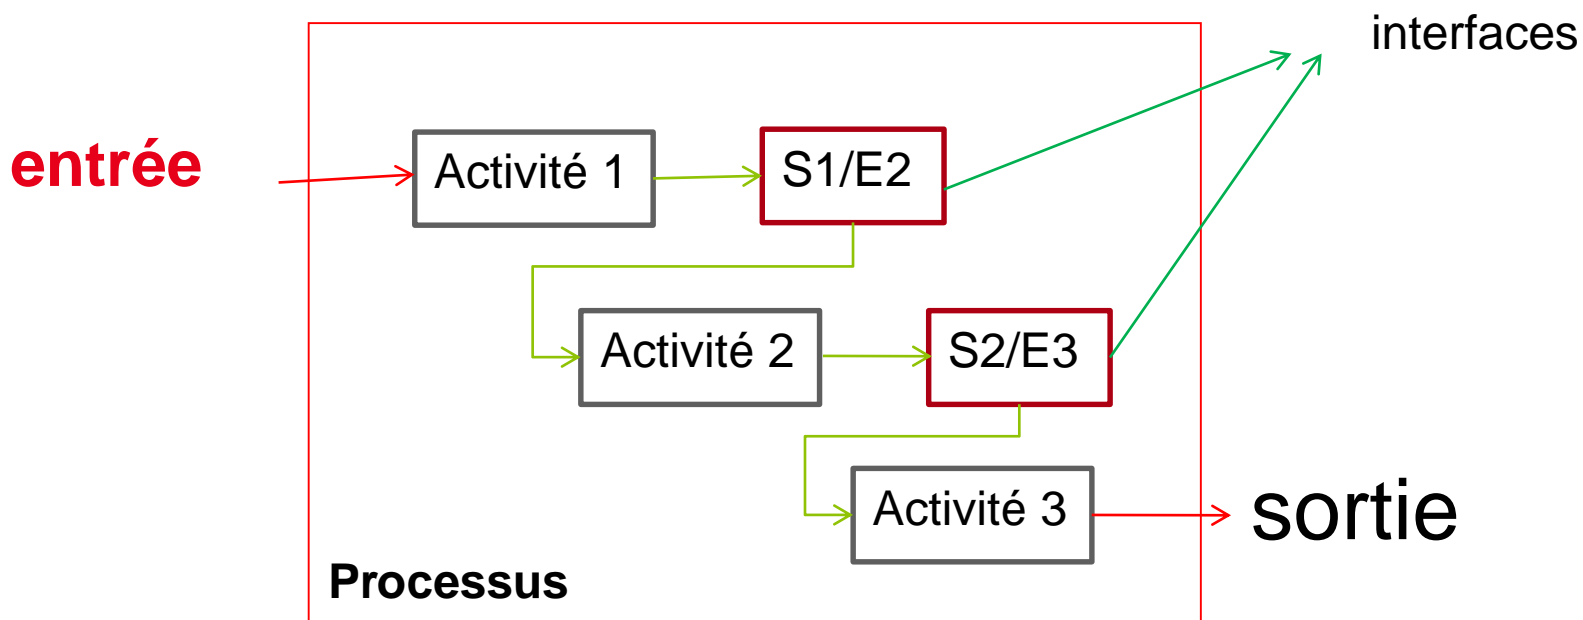 interfaces
entrée
Activité 1
S1/E2
Activité 2
S2/E3
Activité 3
sortie
Processus